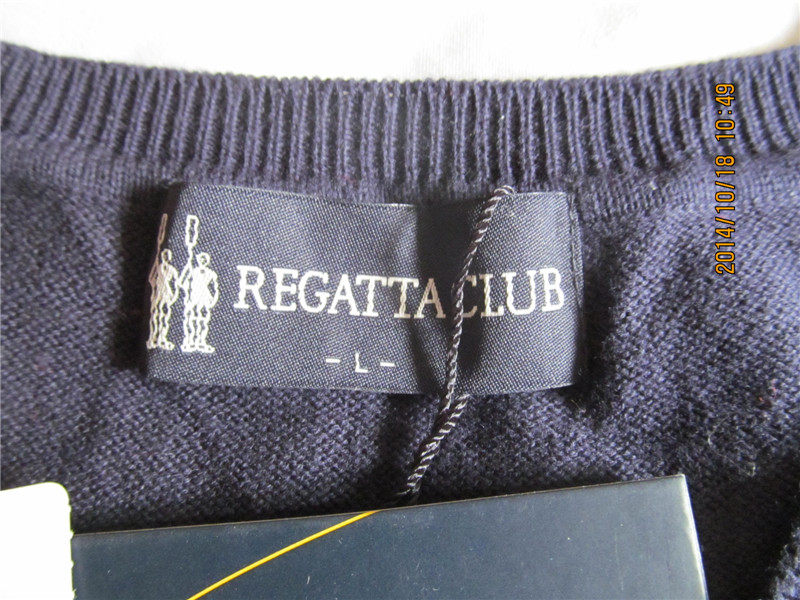 REGATTA CLUB
- L -
2014/10/18 10:49